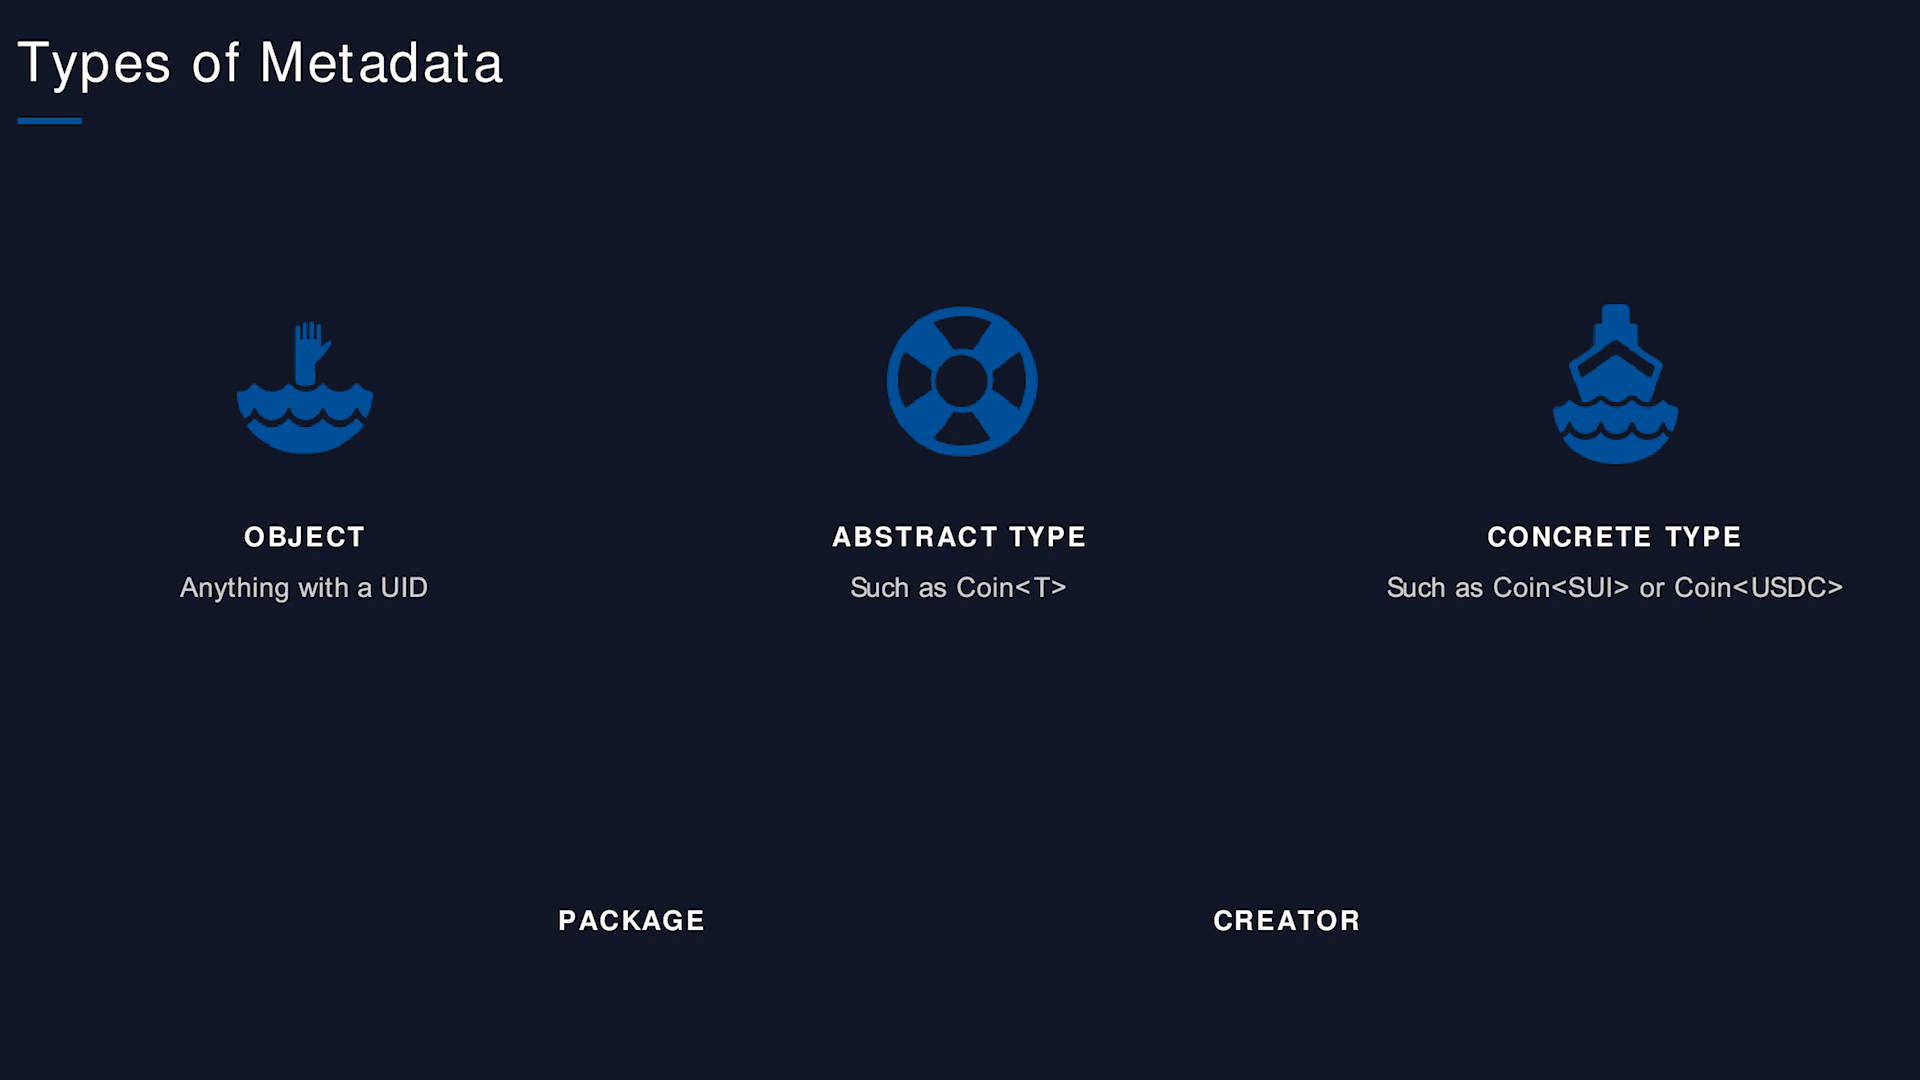 Types of Metadata
OBJECT
Anything with a UID
ABSTRACT TYPE
Such as Coin<T>
CONCRETE TYPE
Such as Coin<SUI> or Coin<USDC>
PACKAGE
CREATOR